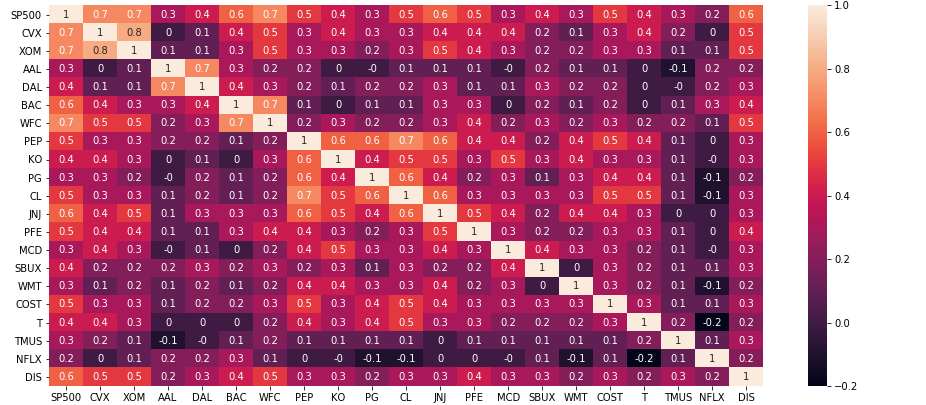 SP500 1 0.7 0.7 0.3 0.4 0.6 0.7 0.5 0.4 0.3 0.5 0.6 0.5 0.3 0.4 0.3 0.5 0.4 0.3 0.2 0.6
CVX 0.7 1 0.8 0 0.1 0.4 0.5 0.3 0.4 0.3 0.3 0.4 0.4 0.4 0.2 0.1 0.3 0.4 0.2 0 0.5
XOM 0.7 0.8 1 0.1 0.1 0.3 0.5 0.3 0.3 0.2 0.3 0.5 0.4 0.3 0.2 0.2 0.2 0.3 0.1 0.1 0.5
AAL 0.3 0 0.1 1 0.7 0.3 0.2 0.2 0 -0 0.1 0.1 0.1 -0 0.2 0.1 0.1 0 -0.1 0.2 0.2
DAL 0.4 0.1 0.1 0.7 1 0.4 0.3 0.2 0.1 0.2 0.2 0.3 0.1 0.1 0.3 0.2 0.2 0 -0 0.2 0.3
BAC 0.6 0.4 0.3 0.3 0.4 1 0.7 0.1 0 0.1 0.1 0.3 0.3 0 0.2 0.1 0.2 0 0.1 0.3 0.4
WFC 0.7 0.5 0.5 0.2 0.3 0.7 1 0.2 0.3 0.2 0.2 0.3 0.4 0.2 0.3 0.2 0.3 0.2 0.2 0.1 0.5
PEP 0.5 0.3 0.3 0.2 0.2 0.1 0.2 1 0.6 0.6 0.7 0.6 0.4 0.4 0.2 0.4 0.5 0.4 0.1 0 0.3
KO 0.4 0.4 0.3 0 0.1 0 0.3 0.6 1 0.4 0.5 0.5 0.3 0.5 0.3 0.4 0.3 0.3 0.1 -0 0.3
PG 0.3 0.3 0.2 -0 0.2 0.1 0.2 0.6 0.4 1 0.6 0.4 0.2 0.3 0.1 0.3 0.4 0.4 0.1 -0.1 0.2
CL 0.5 0.3 0.3 0.1 0.2 0.1 0.2 0.7 0.5 0.6 1 0.6 0.3 0.3 0.3 0.3 0.5 0.5 0.1 -0.1 0.3
JNJ 0.6 0.4 0.5 0.1 0.3 0.3 0.3 0.6 0.5 0.4 0.6 1 0.5 0.4 0.2 0.4 0.4 0.3 0 0 0.3
PFE 0.5 0.4 0.4 0.1 0.1 0.3 0.4 0.4 0.3 0.2 0.3 0.5 1 0.3 0.2 0.2 0.3 0.3 0.1 0 0.4
MCD 0.3 0.4 0.3 -0 0.1 0 0.2 0.4 0.5 0.3 0.3 0.4 0.3 1 0.4 0.3 0.3 0.2 0.1 -0 0.3
SBUX 0.4 0.2 0.2 0.2 0.3 0.2 0.3 0.2 0.3 0.1 0.3 0.2 0.2 0.4 1 0 0.3 0.2 0.1 0.1 0.3
WMT 0.3 0.1 0.2 0.1 0.2 0.1 0.2 0.4 0.4 0.3 0.3 0.4 0.2 0.3 0 1 0.3 0.2 0.1 -0.1 0.2
COST 0.5 0.3 0.3 0.1 0.2 0.2 0.3 0.5 0.3 0.4 0.5 0.4 0.3 0.3 0.3 0.3 1 0.3 0.1 0.1 0.3
T 0.4 0.4 0.3 0 0 0 0.2 0.4 0.3 0.4 0.5 0.3 0.3 0.2 0.2 0.2 0.3 1 0.2 -0.2 0.2
TMUS 0.3 0.2 0.1 -0.1 -0 0.1 0.2 0.1 0.1 0.1 0.1 0 0.1 0.1 0.1 0.1 0.1 0.2 1 0.1 0.3
NFLX 0.2 0 0.1 0.2 0.2 0.3 0.1 0 -0 -0.1 -0.1 0 0 -0 0.1 -0.1 0.1 -0.2 0.1 1 0.2
DIS 0.6 0.5 0.5 0.2 0.3 0.4 0.5 0.3 0.3 0.2 0.3 0.3 0.4 0.3 0.3 0.2 0.3 0.2 0.3 0.2 1
SP500 CVX XOM AAL DAL BAC WFC PEP KO PG CL JNJ PFE MCD SBUX WMT COST T TMUS NFLX DIS
1.0
0.8
0.6
0.4
0.2
0.0
−0.2